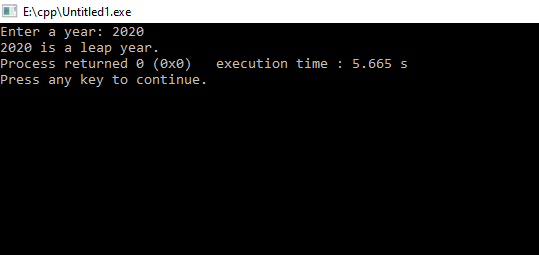 E:\cpp\Untitled1.exe
Enter a year: 2020
2020 is a leap year.
Process returned 0 (0x0)   execution time : 5.665 s
Press any key to continue.